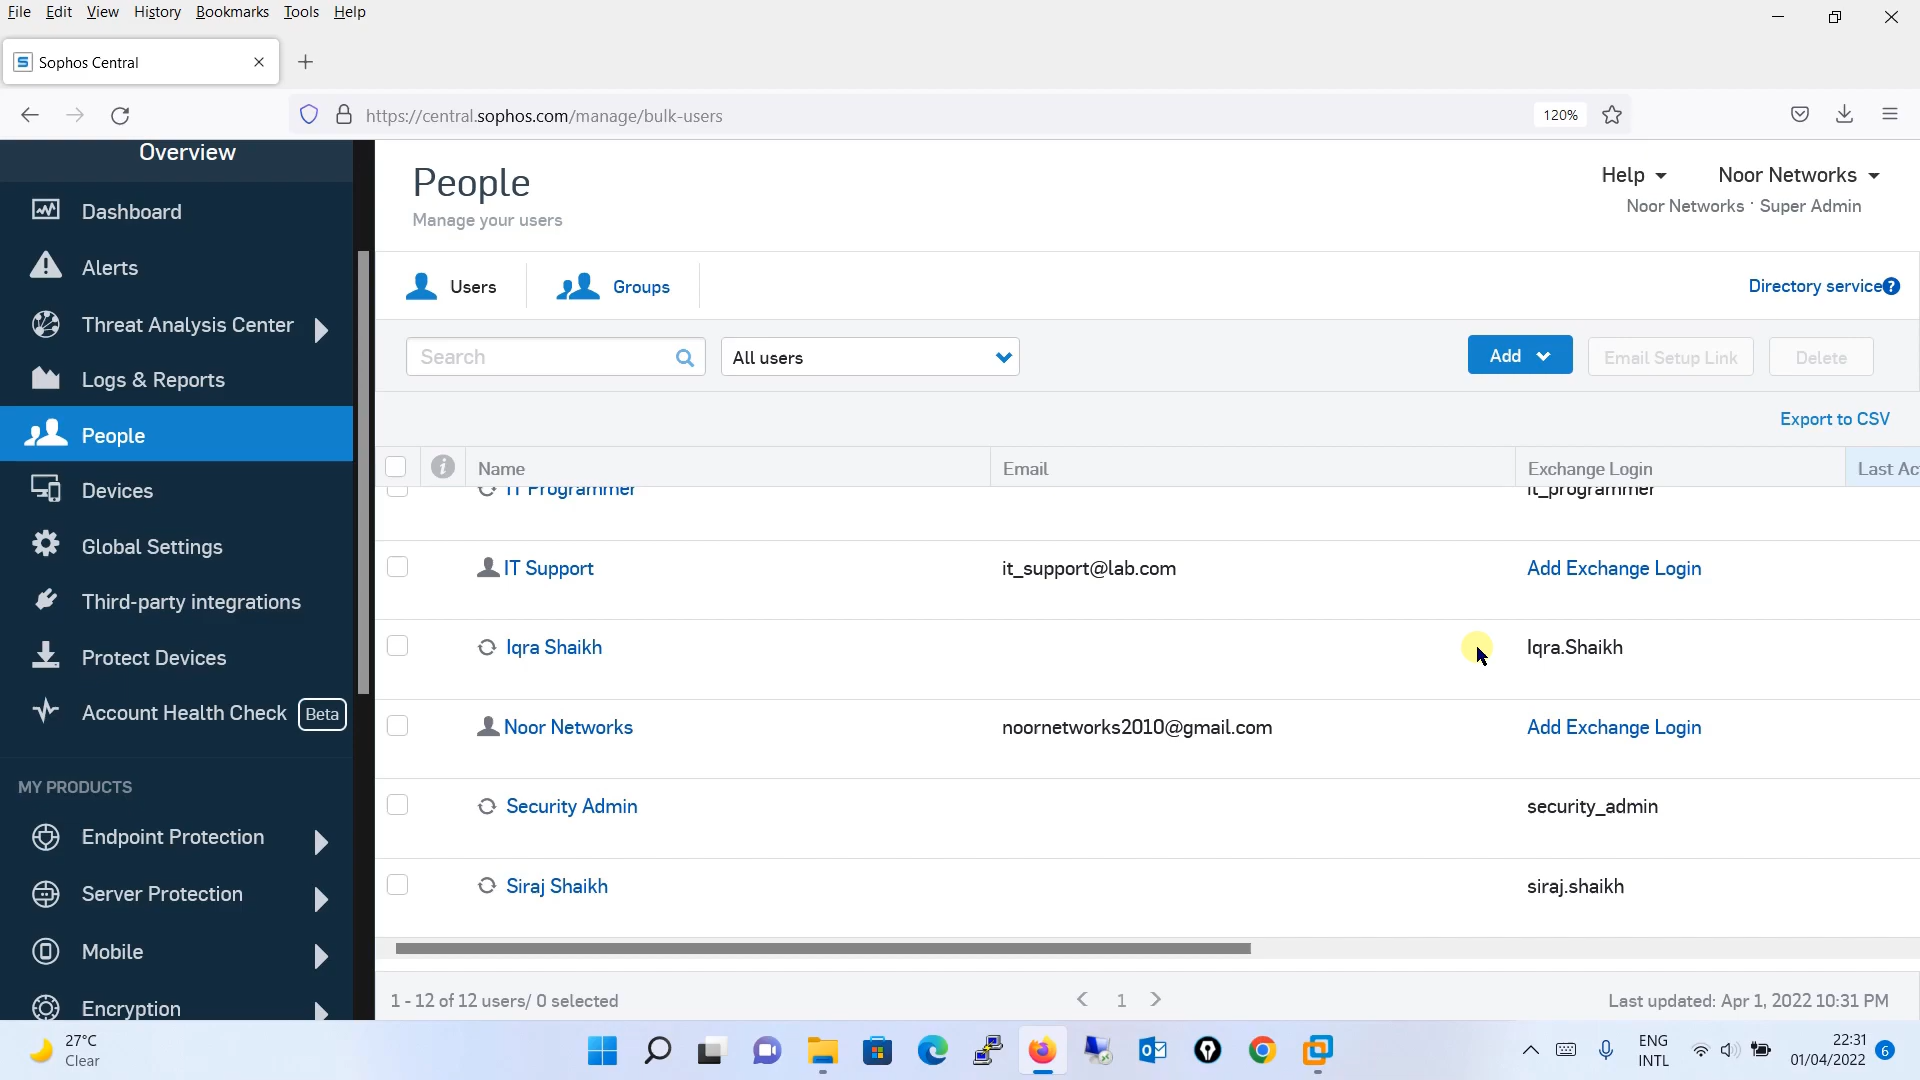 File Edit View History Bookmarks Tools Help
Sophos Central
https://central.sophos.com/manage/bulk-users
120%
Overview
Dashboard
Alerts
Threat Analysis Center
Logs & Reports
People
Devices
Global Settings
Third-party integrations
Protect Devices
Account Health Check Beta
MY PRODUCTS
Endpoint Protection
Server Protection
Mobile
Encryption
People
Manage your users
Help
Noor Networks
Noor Networks · Super Admin
Users
Groups
Directory service ?
Search
All users
Add
Email Setup Link
Delete
Export to CSV
Name Email Exchange Login Last Ac
IT Programmer it_programmer
IT Support it_support@lab.com Add Exchange Login
Iqra Shaikh Iqra.Shaikh
Noor Networks noornetworks2010@gmail.com Add Exchange Login
Security Admin security_admin
Siraj Shaikh siraj.shaikh
1 - 12 of 12 users/ 0 selected
1
Last updated: Apr 1, 2022 10:31 PM
27°C
Clear
ENG
INTL
22:31
01/04/2022
6